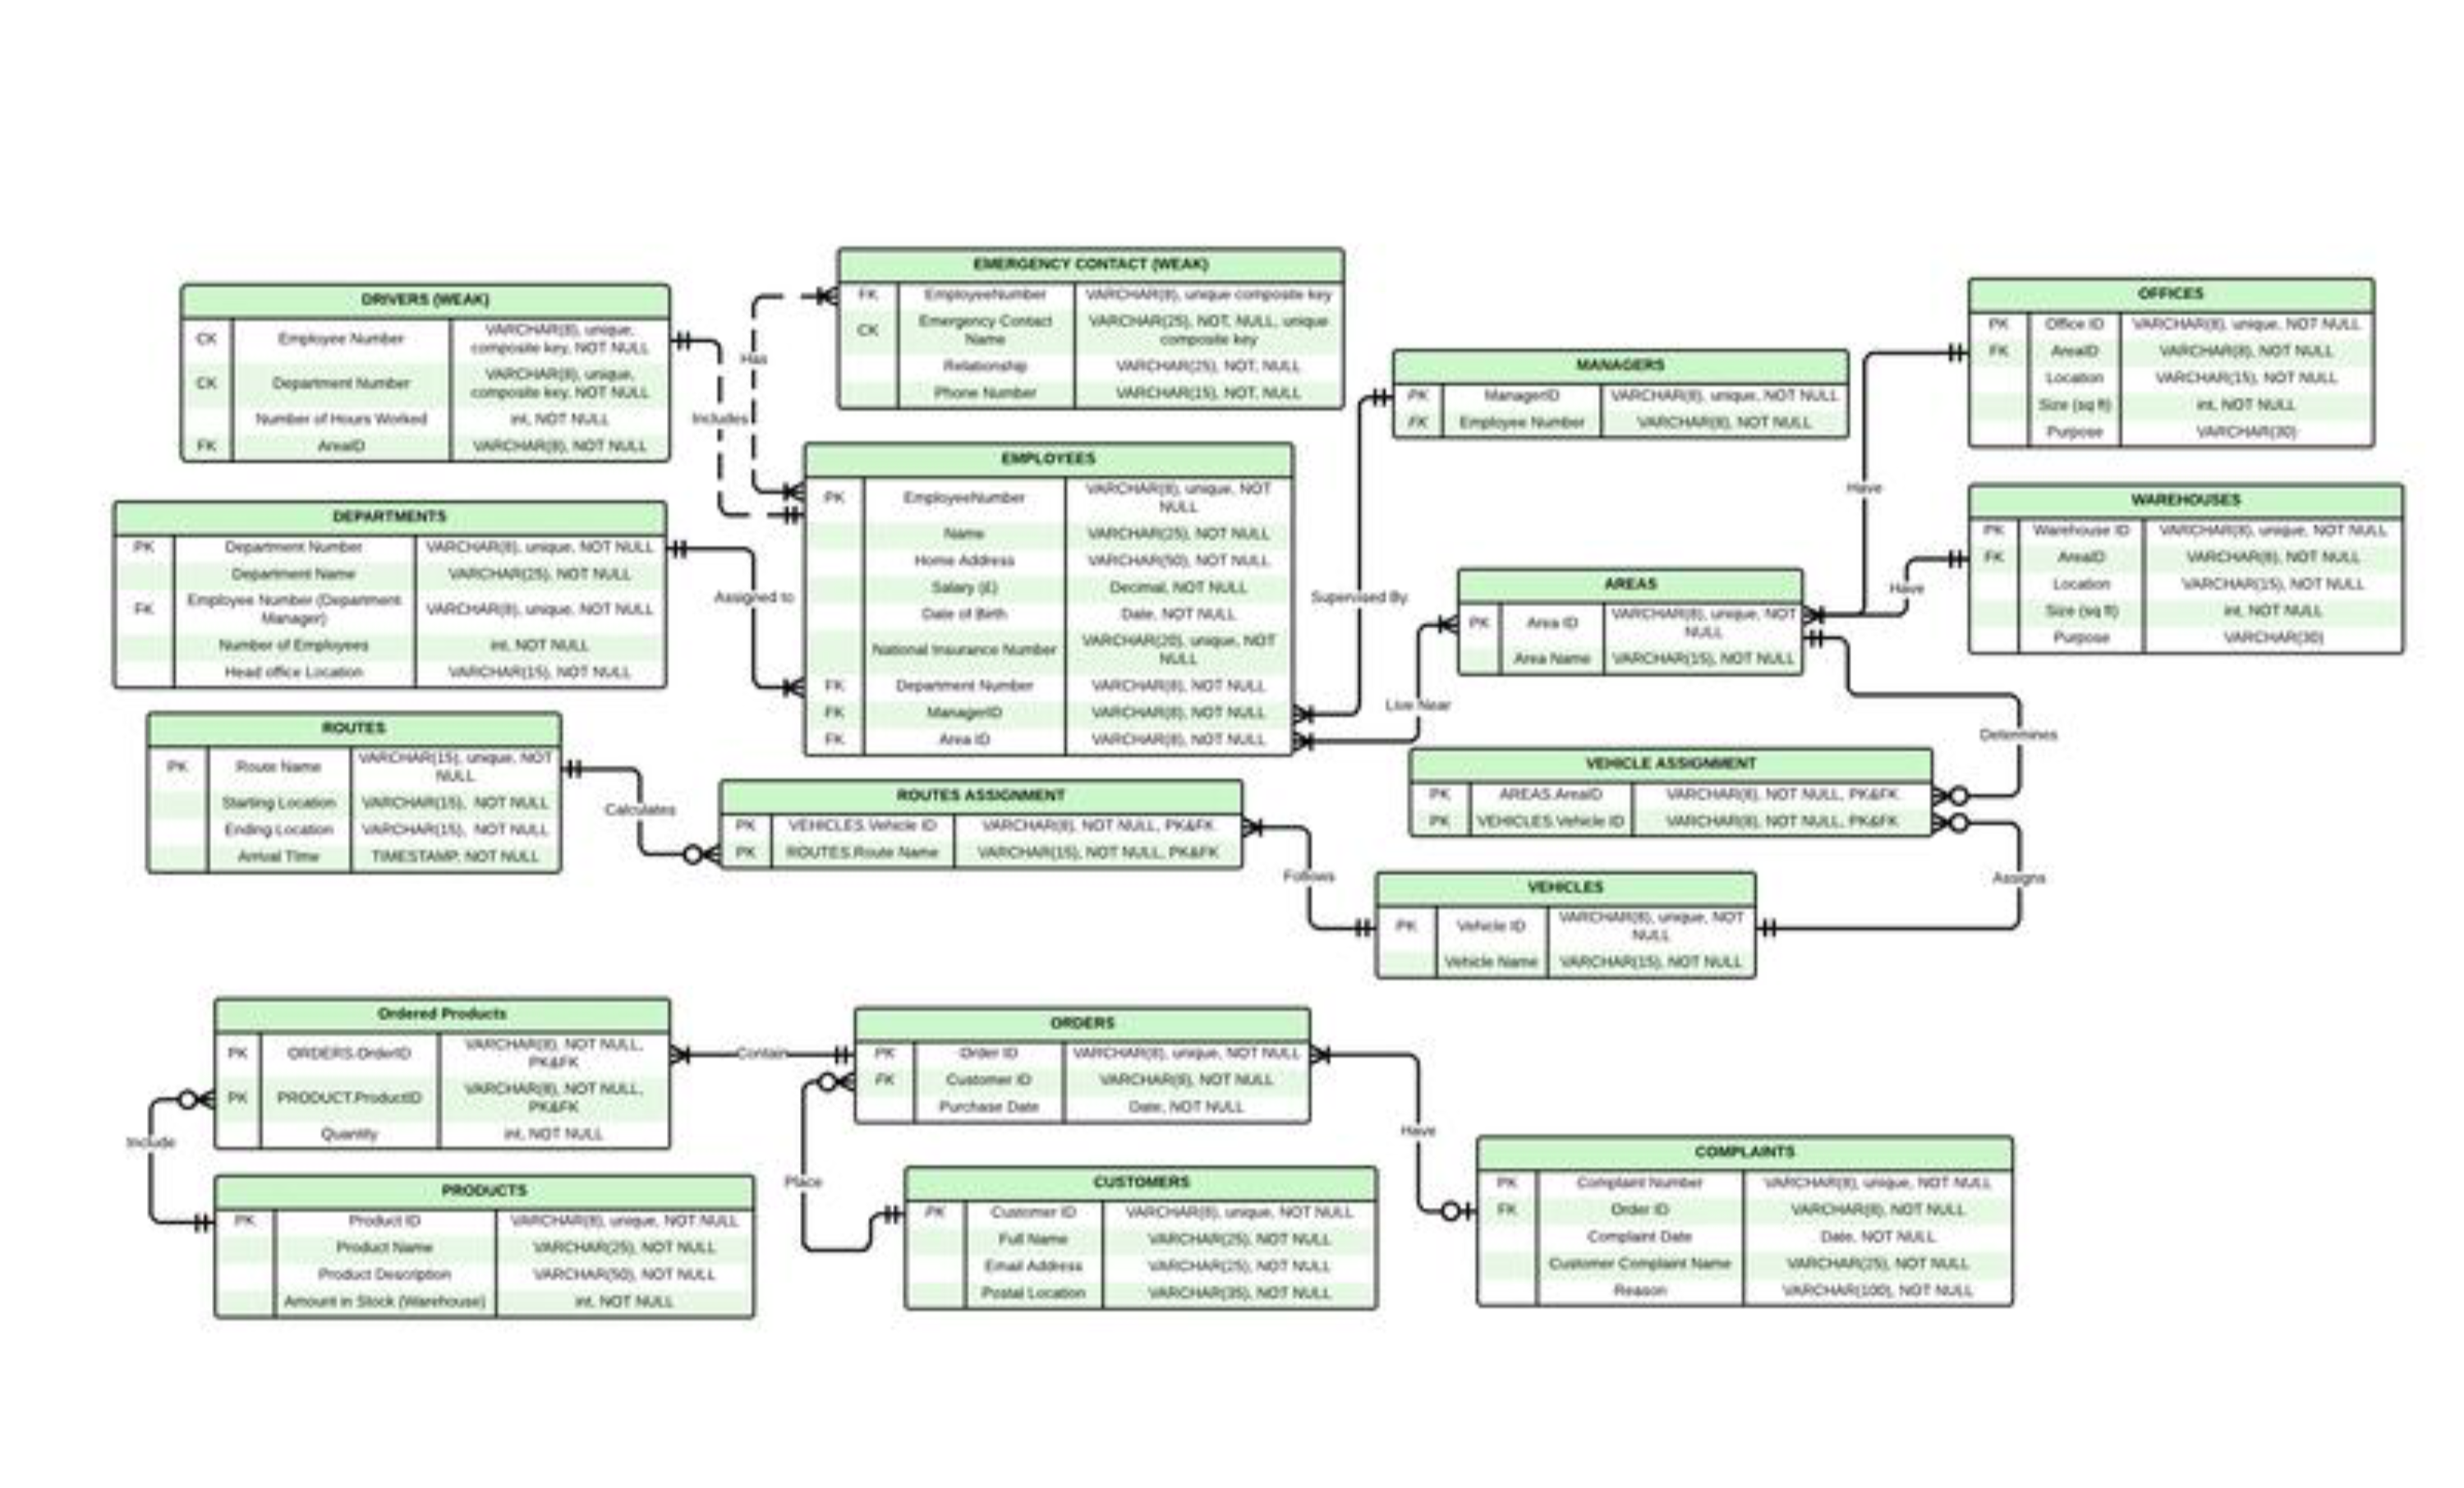 DRIVERS (WEAK)
CK Employee Number VARCHAR(8), unique,
composite key, NOT NULL
CK Department Number VARCHAR(8), unique,
composite key, NOT NULL
Number of Hours Worked int, NOT NULL
FK AreaID VARCHAR(8), NOT NULL
EMERGENCY CONTACT (WEAK)
FK EmployeeNumber VARCHAR(8), unique composite key
CK Emergency Contact
Name VARCHAR(25), NOT, NULL, unique
composite key
Relationship VARCHAR(25), NOT, NULL
Phone Number VARCHAR(15), NOT, NULL
Has
Includes
MANAGERS
PK ManagerID VARCHAR(8), unique, NOT NULL
FK Employee Number VARCHAR(8), NOT NULL
OFFICES
PK Office ID VARCHAR(8), unique, NOT NULL
FK AreaID VARCHAR(8), NOT NULL
Location VARCHAR(15), NOT NULL
Size (sq ft) int, NOT NULL
Purpose VARCHAR(30)
DEPARTMENTS
PK Department Number VARCHAR(8), unique, NOT NULL
Department Name VARCHAR(25), NOT NULL
FK Employee Number (Department
Manager) VARCHAR(8), unique, NOT NULL
Number of Employees int, NOT NULL
Head office Location VARCHAR(15), NOT NULL
Assigned to
EMPLOYEES
PK EmployeeNumber VARCHAR(8), unique, NOT
NULL
Name VARCHAR(25), NOT NULL
Home Address VARCHAR(50), NOT NULL
Salary (£) Decimal, NOT NULL
Date of Birth Date, NOT NULL
National Insurance Number VARCHAR(20), unique, NOT
NULL
FK Department Number VARCHAR(8), NOT NULL
FK ManagerID VARCHAR(8), NOT NULL
FK Area ID VARCHAR(8), NOT NULL
Supervised By
Live Near
Have
WAREHOUSES
PK Warehouse ID VARCHAR(8), unique, NOT NULL
FK AreaID VARCHAR(8), NOT NULL
Location VARCHAR(15), NOT NULL
Size (sq ft) int, NOT NULL
Purpose VARCHAR(30)
Have
AREAS
PK Area ID VARCHAR(8), unique, NOT
NULL
Area Name VARCHAR(15), NOT NULL
Determines
ROUTES
PK Route Name VARCHAR(15), unique, NOT
NULL
Starting Location VARCHAR(15), NOT NULL
Ending Location VARCHAR(15), NOT NULL
Arrival Time TIMESTAMP, NOT NULL
Calculates
ROUTES ASSIGNMENT
PK VEHICLES.Vehicle ID VARCHAR(8), NOT NULL, PK&FK
PK ROUTES.Route Name VARCHAR(15), NOT NULL, PK&FK
Follows
VEHICLE ASSIGNMENT
PK AREAS.AreaID VARCHAR(8), NOT NULL, PK&FK
PK VEHICLES.Vehicle ID VARCHAR(8), NOT NULL, PK&FK
Assigns
VEHICLES
PK Vehicle ID VARCHAR(8), unique, NOT
NULL
Vehicle Name VARCHAR(15), NOT NULL
Ordered Products
PK ORDERS.OrderID VARCHAR(8), NOT NULL,
PK&FK
PK PRODUCT.ProductID VARCHAR(8), NOT NULL,
PK&FK
Quantity int, NOT NULL
Contain
Include
ORDERS
PK Order ID VARCHAR(8), unique, NOT NULL
FK Customer ID VARCHAR(8), NOT NULL
Purchase Date Date, NOT NULL
Have
Place
PRODUCTS
PK Product ID VARCHAR(8), unique, NOT NULL
Product Name VARCHAR(25), NOT NULL
Product Description VARCHAR(50), NOT NULL
Amount in Stock (Warehouse) int, NOT NULL
CUSTOMERS
PK Customer ID VARCHAR(8), unique, NOT NULL
Full Name VARCHAR(25), NOT NULL
Email Address VARCHAR(25), NOT NULL
Postal Location VARCHAR(35), NOT NULL
COMPLAINTS
PK Complaint Number VARCHAR(8), unique, NOT NULL
FK Order ID VARCHAR(8), NOT NULL
Complaint Date Date, NOT NULL
Customer Complaint Name VARCHAR(25), NOT NULL
Reason VARCHAR(100), NOT NULL